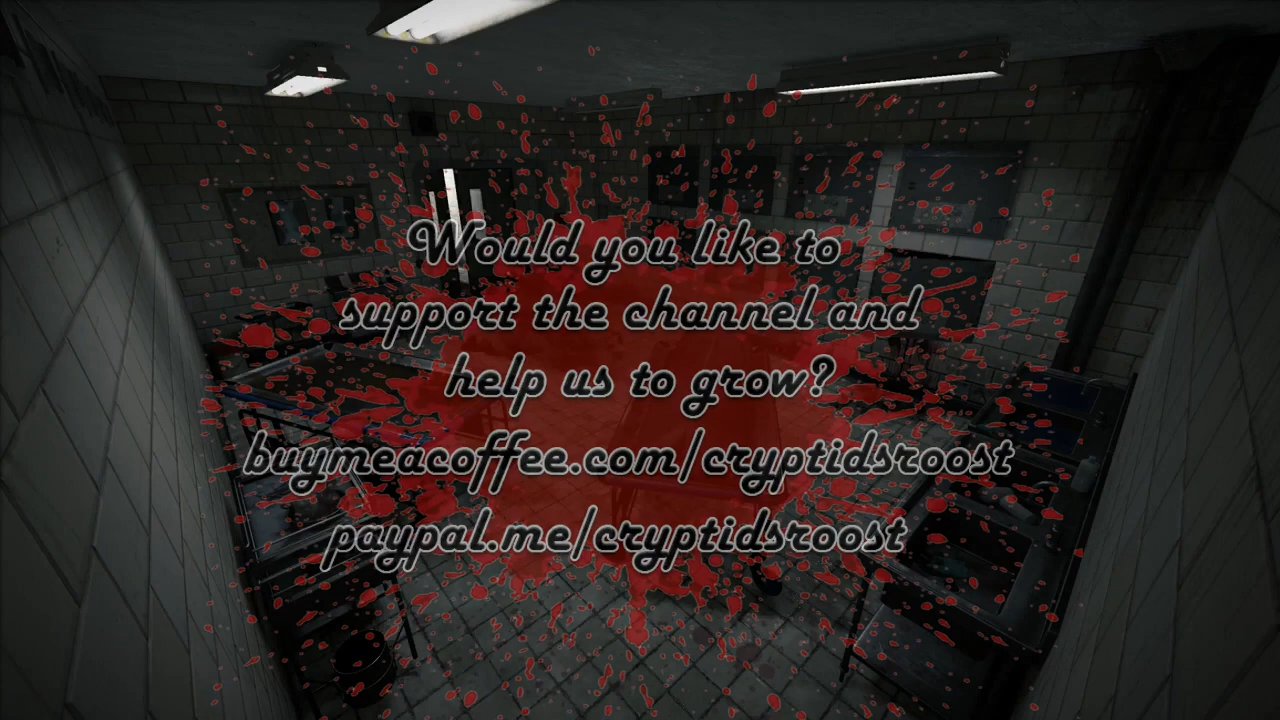 Would you like to
support the channel and
help us to grow?
buymeacoffee.com/cryptidsroost
paypal.me/cryptidsroost